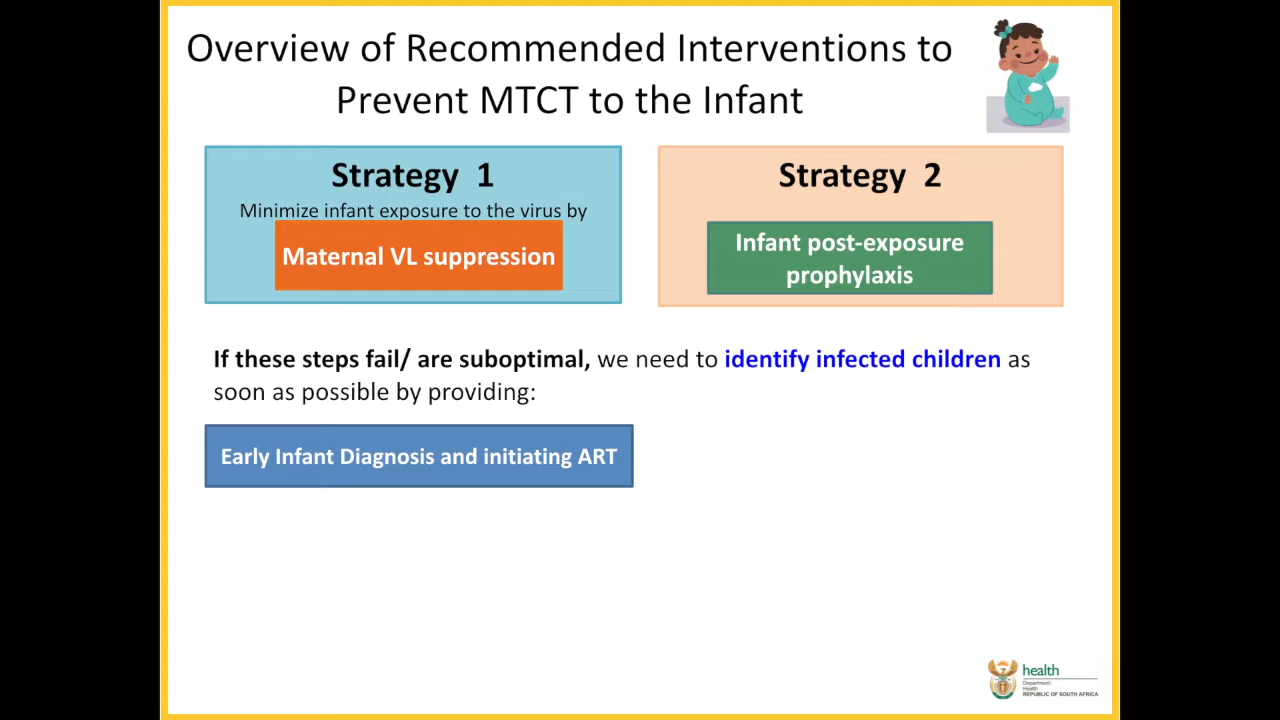 Overview of Recommended Interventions to
Prevent MTCT to the Infant
Strategy 1
Minimize infant exposure to the virus by
Maternal VL suppression
Strategy 2
Infant post-exposure
prophylaxis
If these steps fail/ are suboptimal, we need to identify infected children as
soon as possible by providing:
Early Infant Diagnosis and initiating ART
health
Department:
Health
REPUBLIC OF SOUTH AFRICA